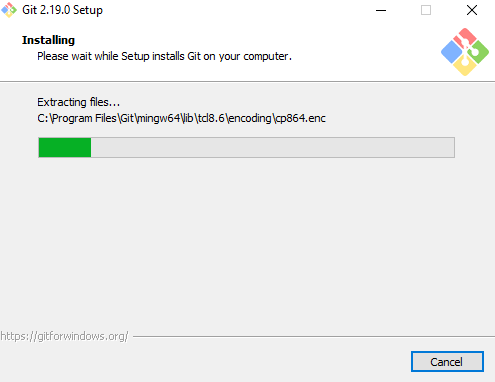 Git 2.19.0 Setup
Installing
Please wait while Setup installs Git on your computer.
Extracting files...
C:\Program Files\Git\mingw64\lib\tcl8.6\encoding\cp864.enc
https://gitforwindows.org/
Cancel